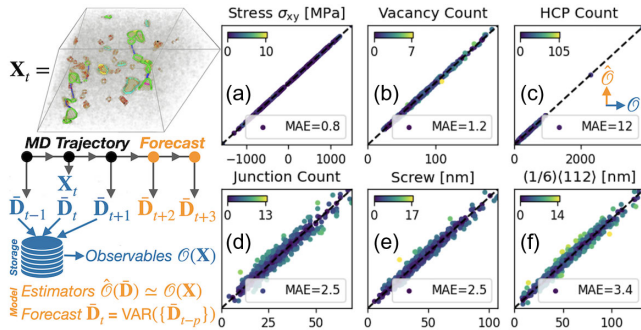 X_t =
MD Trajectory Forecast
X_t
D̄_{t−1} D̄_t D̄_{t+1} D̄_{t+2} D̄_{t+3}
Storage
Observables 𝒪(X)
Model
Estimators 𝒪̂(D̄) ≃ 𝒪(X)
Forecast D̄_t = VAR({D̄_{t−p}})
Stress σ_xy [MPa]
0 10
(a)
MAE=0.8
−1000 0 1000
Vacancy Count
0 7
(b)
MAE=1.2
0 100
HCP Count
0 105
(c)
𝒪̂
𝒪
MAE=12
0 2000
Junction Count
0 13
(d)
MAE=2.5
0 25 50
Screw [nm]
0 17
(e)
MAE=2.5
0 50 100
(1/6)⟨112⟩ [nm]
0 14
(f)
MAE=3.4
0 50 100